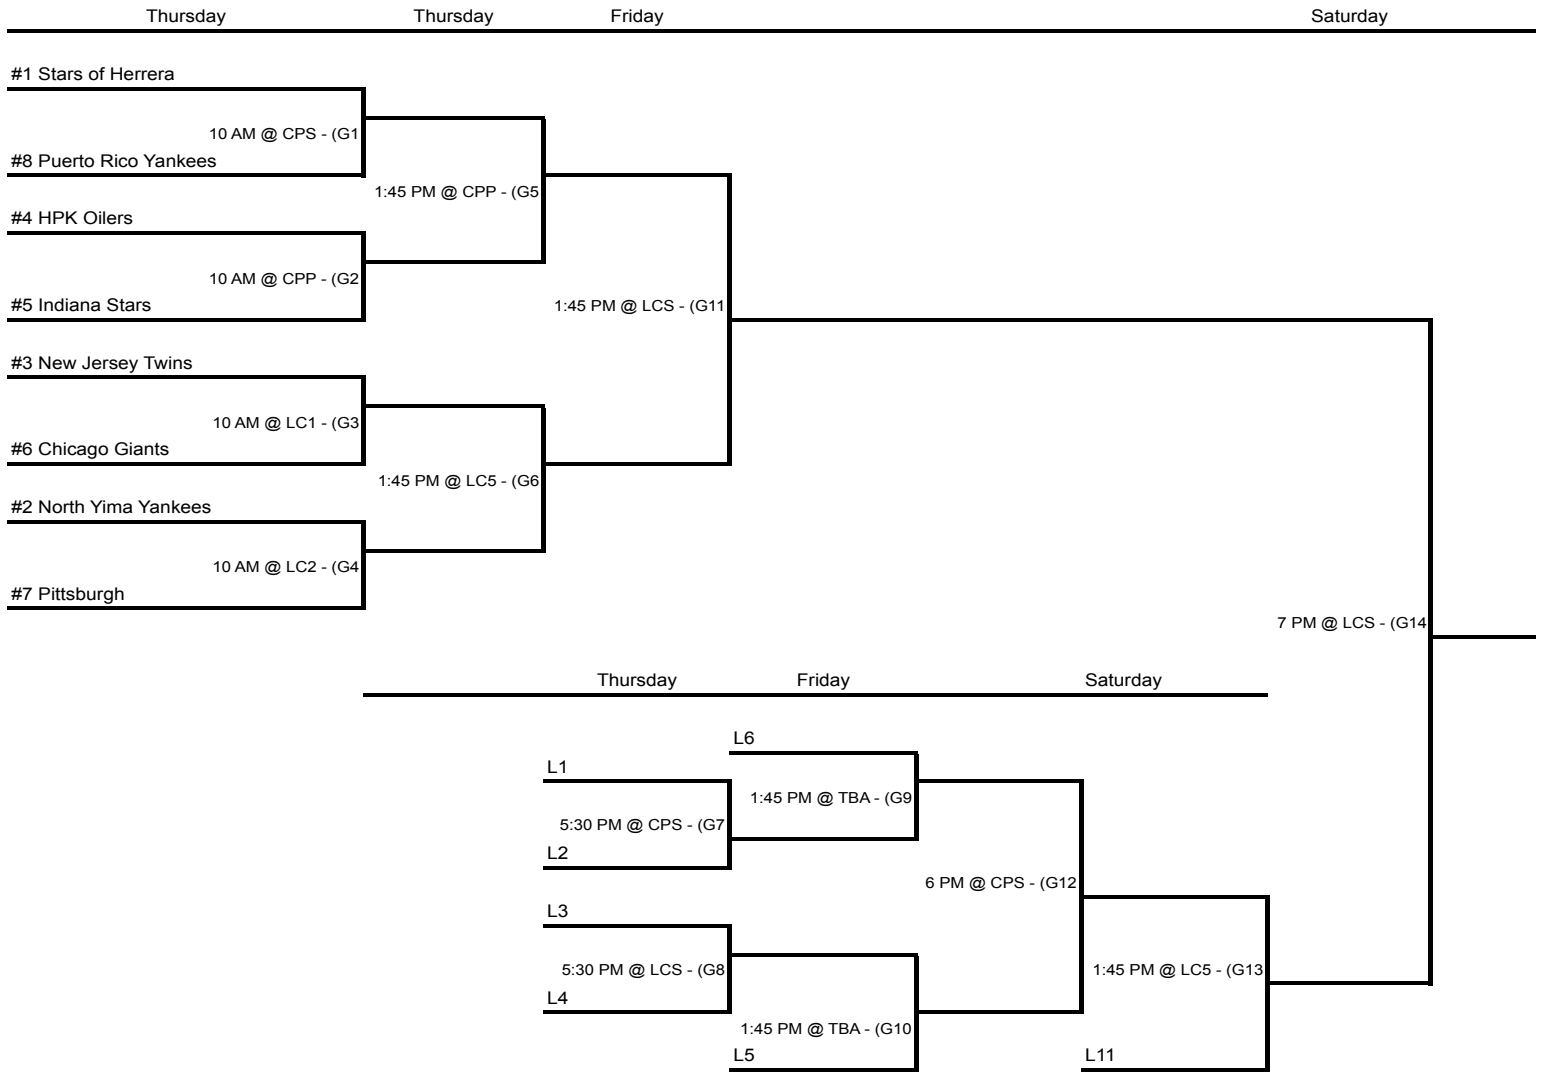 Thursday Thursday Friday Saturday
#1 Stars of Herrera
10 AM @ CPS - (G1
#8 Puerto Rico Yankees
1:45 PM @ CPP - (G5
#4 HPK Oilers
10 AM @ CPP - (G2
#5 Indiana Stars
1:45 PM @ LCS - (G11
#3 New Jersey Twins
10 AM @ LC1 - (G3
#6 Chicago Giants
1:45 PM @ LC5 - (G6
#2 North Yima Yankees
10 AM @ LC2 - (G4
#7 Pittsburgh
7 PM @ LCS - (G14
Thursday Friday Saturday
L6
L1
1:45 PM @ TBA - (G9
5:30 PM @ CPS - (G7
L2
6 PM @ CPS - (G12
L3
5:30 PM @ LCS - (G8
1:45 PM @ LC5 - (G13
L4
1:45 PM @ TBA - (G10
L5
L11